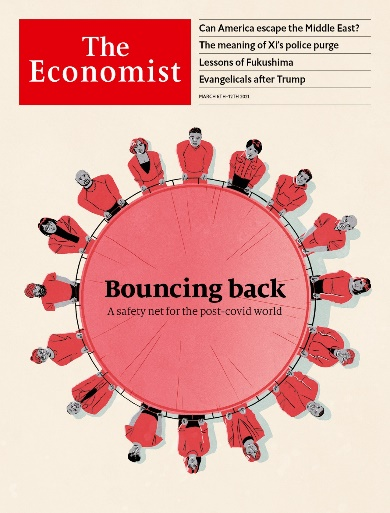 The
Economist
Can America escape the Middle East?
The meaning of Xi's police purge
Lessons of Fukushima
Evangelicals after Trump
MARCH 6TH–12TH 2021
Bouncing back
A safety net for the post-covid world